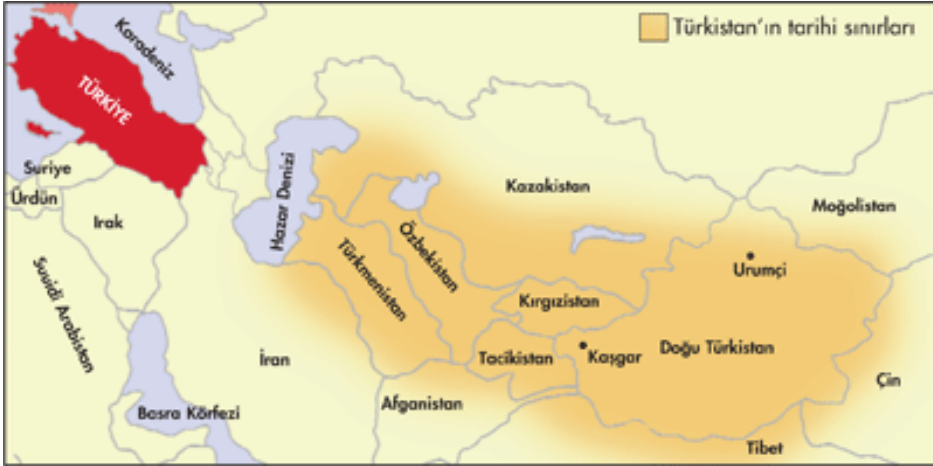 Türkistan'ın tarihi sınırları
Karadeniz
TÜRKİYE
Suriye
Ürdün
Irak
Suuidi Arabistan
Basra Körfezi
Hazar Denizi
İran
Türkmenistan
Özbekistan
Kazakistan
Moğolistan
Urumçi
Kırgızistan
Tacikistan
Kaşgar
Doğu Türkistan
Afganistan
Çin
Tibet